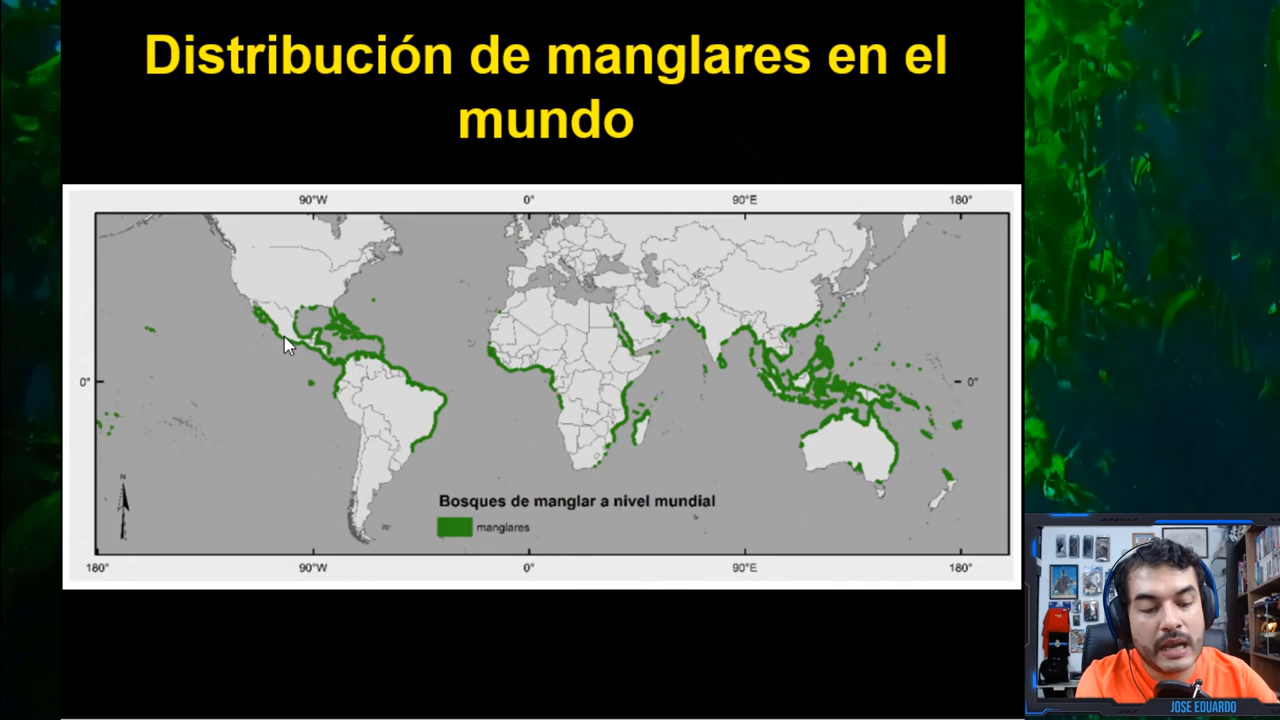 Distribución de manglares en el
mundo
90°W 0° 90°E 180°
0° 0°
N
Bosques de manglar a nivel mundial
manglares
180° 90°W 0° 90°E 180°
JOSE EDUARDO